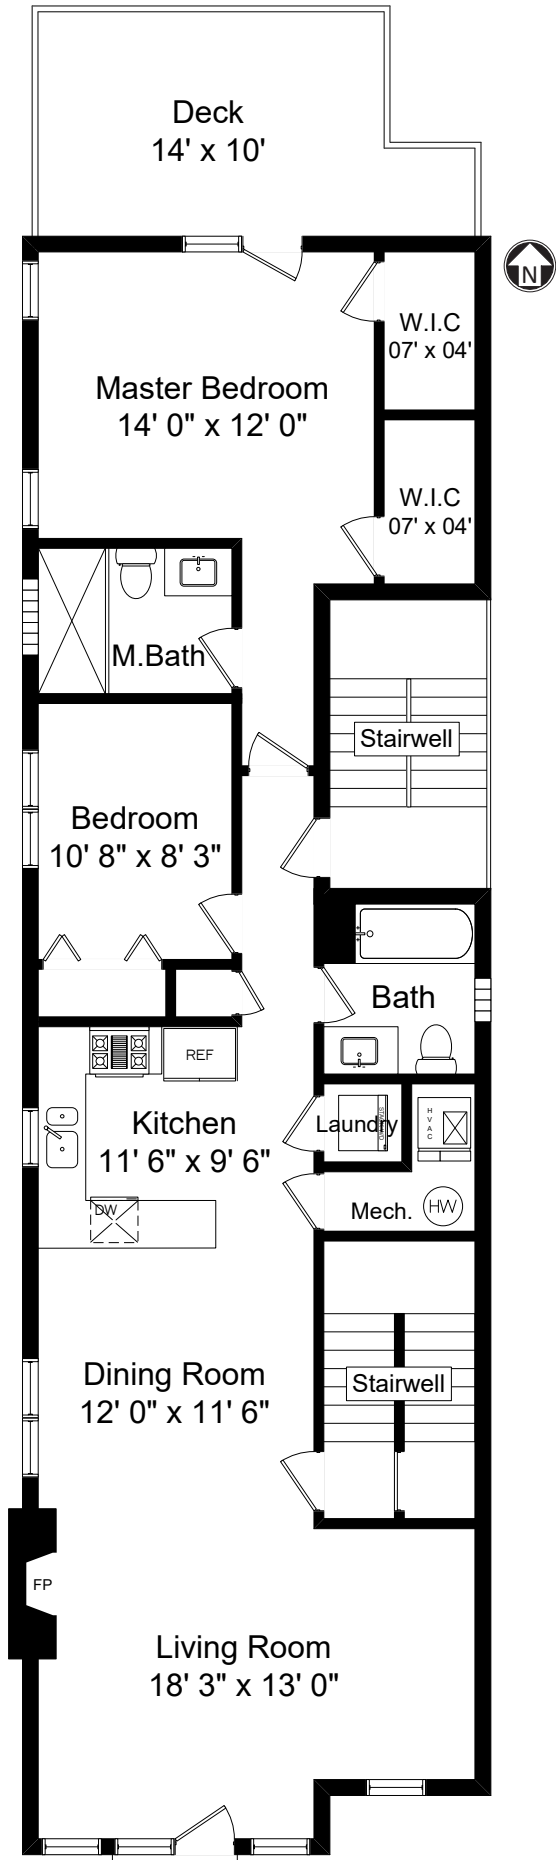 Deck
14' x 10'
N
W.I.C
07' x 04'
Master Bedroom
14' 0" x 12' 0"
W.I.C
07' x 04'
M.Bath
Stairwell
Bedroom
10' 8" x 8' 3"
Bath
REF
Kitchen
11' 6" x 9' 6"
Laundry
HVAC
DW
Mech.
HW
Dining Room
12' 0" x 11' 6"
Stairwell
FP
Living Room
18' 3" x 13' 0"